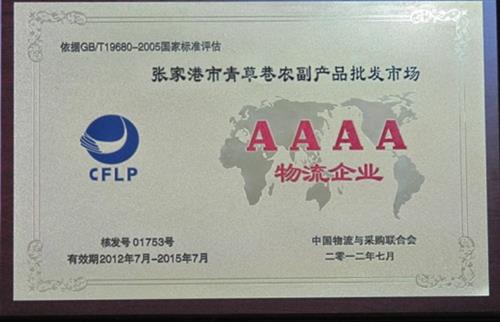 依据GB/T19680-2005国家标准评估
张家港市青草巷农副产品批发市场
AAAA
物流企业
CFLP
核发号 01753号
有效期2012年7月-2015年7月
中国物流与采购联合会
二零一二年七月